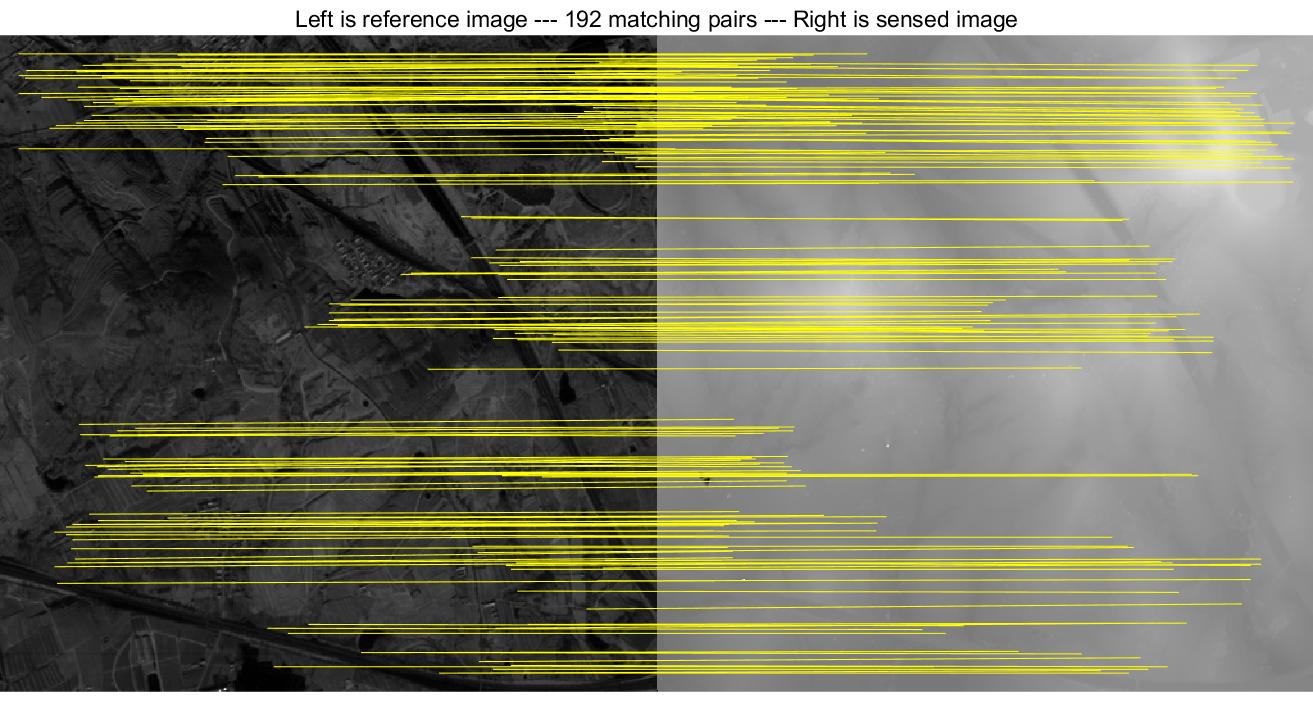 Left is reference image --- 192 matching pairs --- Right is sensed image